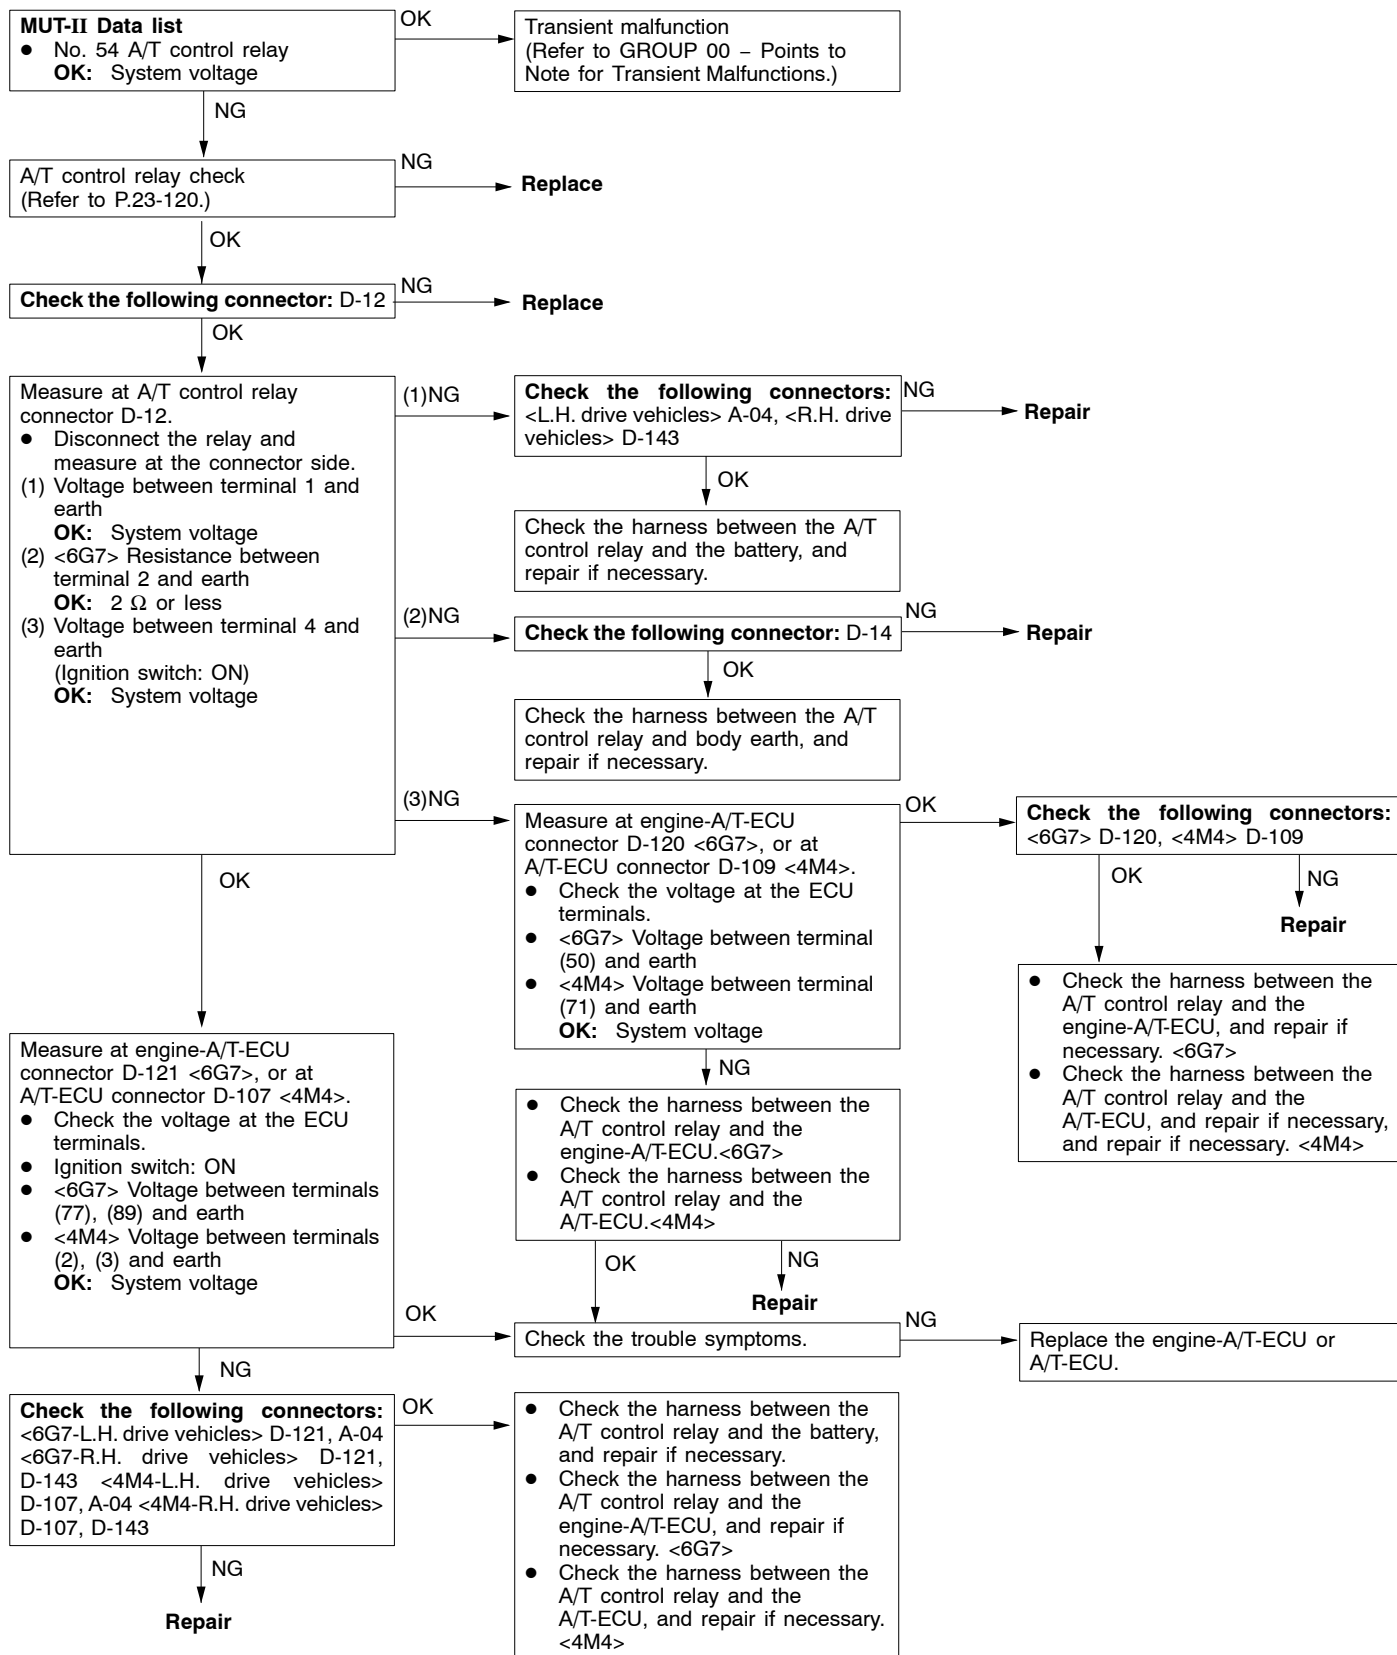 MUT-II Data list
● No. 54 A/T control relay
OK: System voltage
OK
Transient malfunction
(Refer to GROUP 00 – Points to
Note for Transient Malfunctions.)
NG
A/T control relay check
(Refer to P.23-120.)
NG
Replace
OK
Check the following connector: D-12
NG
Replace
OK
Measure at A/T control relay
connector D-12.
● Disconnect the relay and
measure at the connector side.
(1) Voltage between terminal 1 and
earth
OK: System voltage
(2) <6G7> Resistance between
terminal 2 and earth
OK: 2 Ω or less
(3) Voltage between terminal 4 and
earth
(Ignition switch: ON)
OK: System voltage
(1)NG
Check the following connectors:
<L.H. drive vehicles> A-04, <R.H. drive
vehicles> D-143
NG
Repair
OK
Check the harness between the A/T
control relay and the battery, and
repair if necessary.
(2)NG
Check the following connector: D-14
NG
Repair
OK
Check the harness between the A/T
control relay and body earth, and
repair if necessary.
(3)NG
Measure at engine-A/T-ECU
connector D-120 <6G7>, or at
A/T-ECU connector D-109 <4M4>.
● Check the voltage at the ECU
terminals.
● <6G7> Voltage between terminal
(50) and earth
● <4M4> Voltage between terminal
(71) and earth
OK: System voltage
OK
Check the following connectors:
<6G7> D-120, <4M4> D-109
OK
NG
Repair
● Check the harness between the
A/T control relay and the
engine-A/T-ECU, and repair if
necessary. <6G7>
● Check the harness between the
A/T control relay and the
A/T-ECU, and repair if necessary,
and repair if necessary. <4M4>
NG
● Check the harness between the
A/T control relay and the
engine-A/T-ECU.<6G7>
● Check the harness between the
A/T control relay and the
A/T-ECU.<4M4>
OK
NG
Repair
OK
Measure at engine-A/T-ECU
connector D-121 <6G7>, or at
A/T-ECU connector D-107 <4M4>.
● Check the voltage at the ECU
terminals.
● Ignition switch: ON
● <6G7> Voltage between terminals
(77), (89) and earth
● <4M4> Voltage between terminals
(2), (3) and earth
OK: System voltage
OK
Check the trouble symptoms.
NG
Replace the engine-A/T-ECU or
A/T-ECU.
NG
Check the following connectors:
<6G7-L.H. drive vehicles> D-121, A-04
<6G7-R.H. drive vehicles> D-121,
D-143 <4M4-L.H. drive vehicles>
D-107, A-04 <4M4-R.H. drive vehicles>
D-107, D-143
OK
● Check the harness between the
A/T control relay and the battery,
and repair if necessary.
● Check the harness between the
A/T control relay and the
engine-A/T-ECU, and repair if
necessary. <6G7>
● Check the harness between the
A/T control relay and the
A/T-ECU, and repair if necessary.
<4M4>
NG
Repair